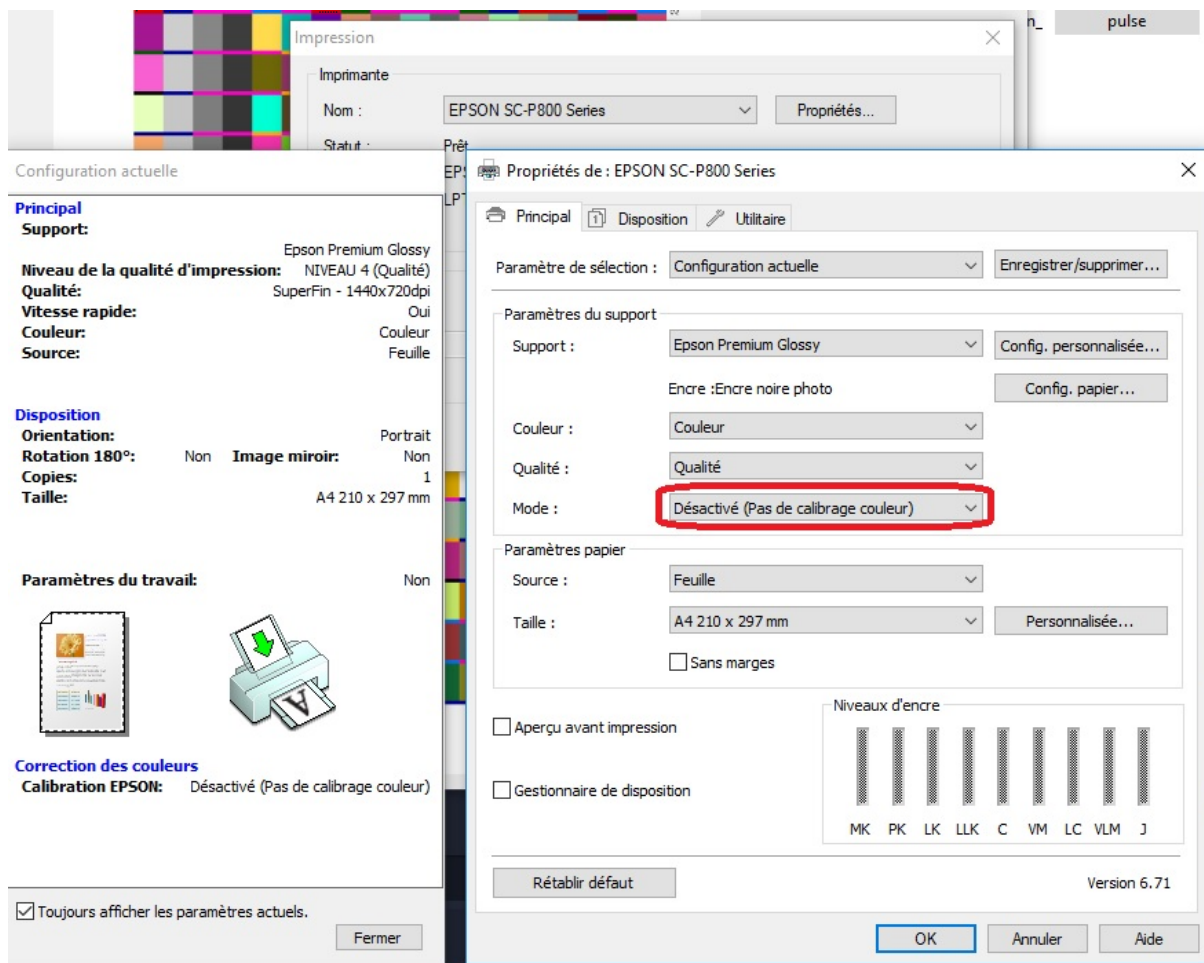 n_ pulse
Impression
Imprimante
Nom : EPSON SC-P800 Series Propriétés...
Statut : Prêt
EP
LP
Configuration actuelle
Principal
Support:
Epson Premium Glossy
Niveau de la qualité d'impression: NIVEAU 4 (Qualité)
Qualité: SuperFin - 1440x720dpi
Vitesse rapide: Oui
Couleur: Couleur
Source: Feuille
Disposition
Orientation: Portrait
Rotation 180°: Non Image miroir: Non
Copies: 1
Taille: A4 210 x 297 mm
Paramètres du travail: Non
Correction des couleurs
Calibration EPSON: Désactivé (Pas de calibrage couleur)
Toujours afficher les paramètres actuels.
Fermer
Propriétés de : EPSON SC-P800 Series
Principal Disposition Utilitaire
Paramètre de sélection : Configuration actuelle Enregistrer/supprimer...
Paramètres du support
Support : Epson Premium Glossy Config. personnalisée...
Encre :Encre noire photo Config. papier...
Couleur : Couleur
Qualité : Qualité
Mode : Désactivé (Pas de calibrage couleur)
Paramètres papier
Source : Feuille
Taille : A4 210 x 297 mm Personnalisée...
Sans marges
Aperçu avant impression
Gestionnaire de disposition
Niveaux d'encre
MK PK LK LLK C VM LC VLM J
Rétablir défaut Version 6.71
OK Annuler Aide